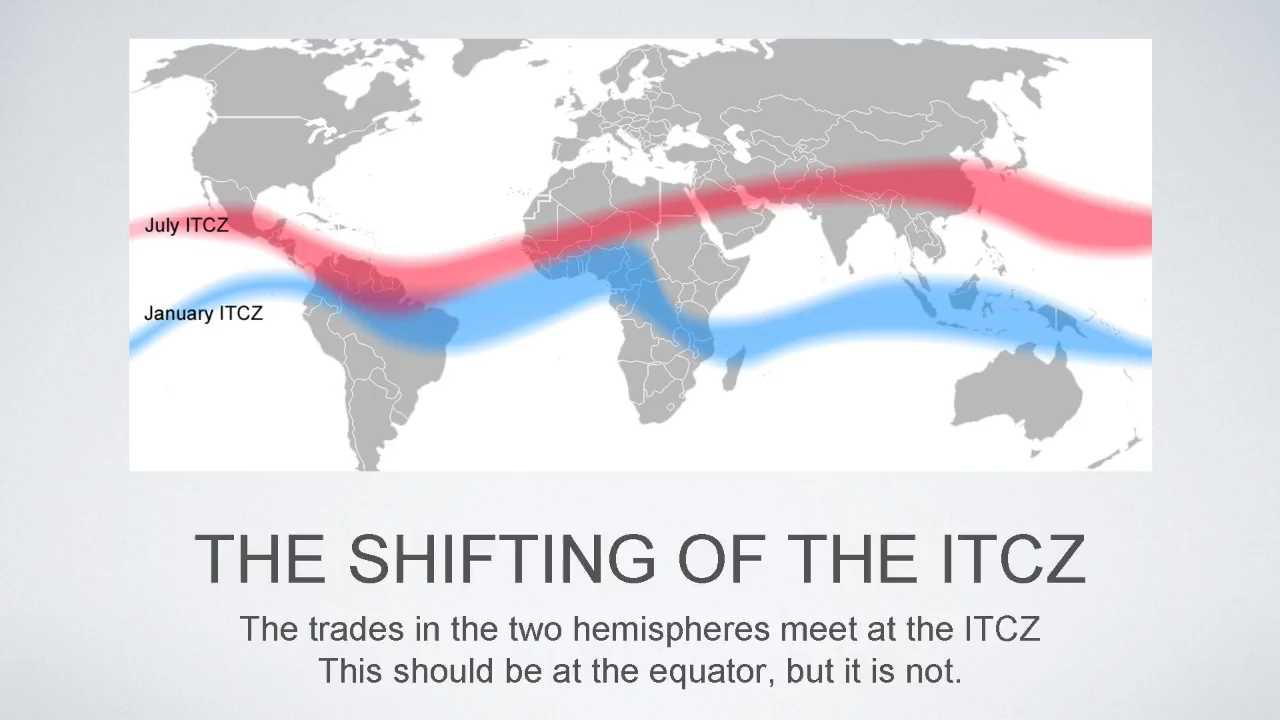 July ITCZ
January ITCZ
THE SHIFTING OF THE ITCZ
The trades in the two hemispheres meet at the ITCZ
This should be at the equator, but it is not.